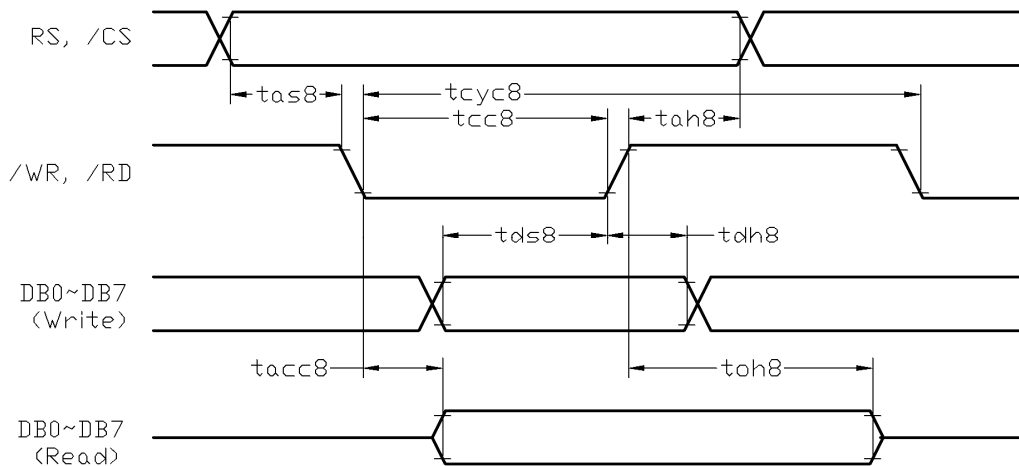 RS, /CS
tas8
tcyc8
tcc8
tah8
/WR, /RD
tds8
tdh8
DB0~DB7
(Write)
tacc8
toh8
DB0~DB7
(Read)